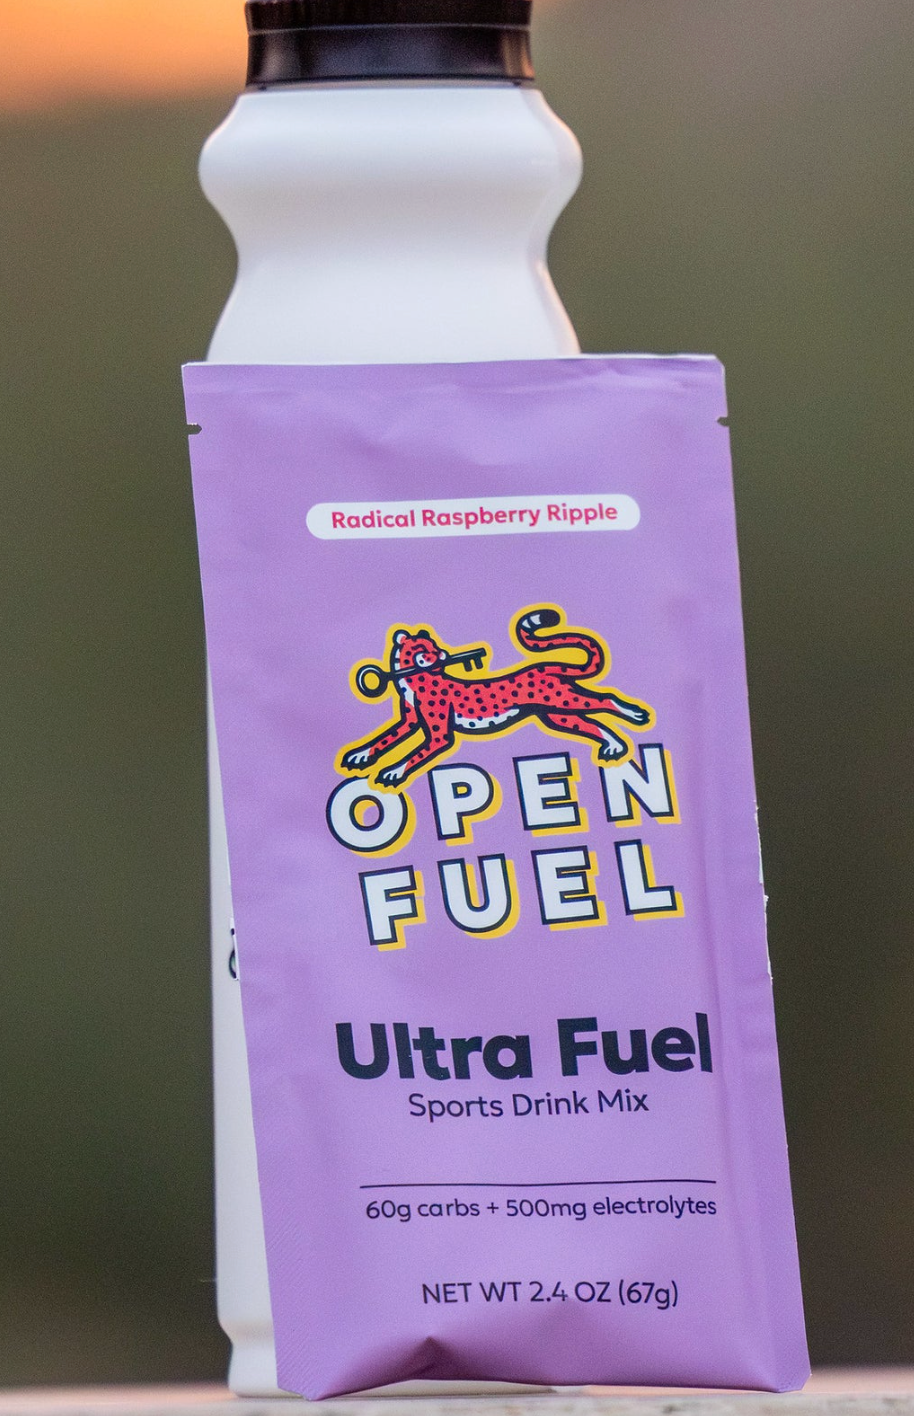 Radical Raspberry Ripple
OPEN
FUEL
Ultra Fuel
Sports Drink Mix
60g carbs + 500mg electrolytes
NET WT 2.4 OZ (67g)